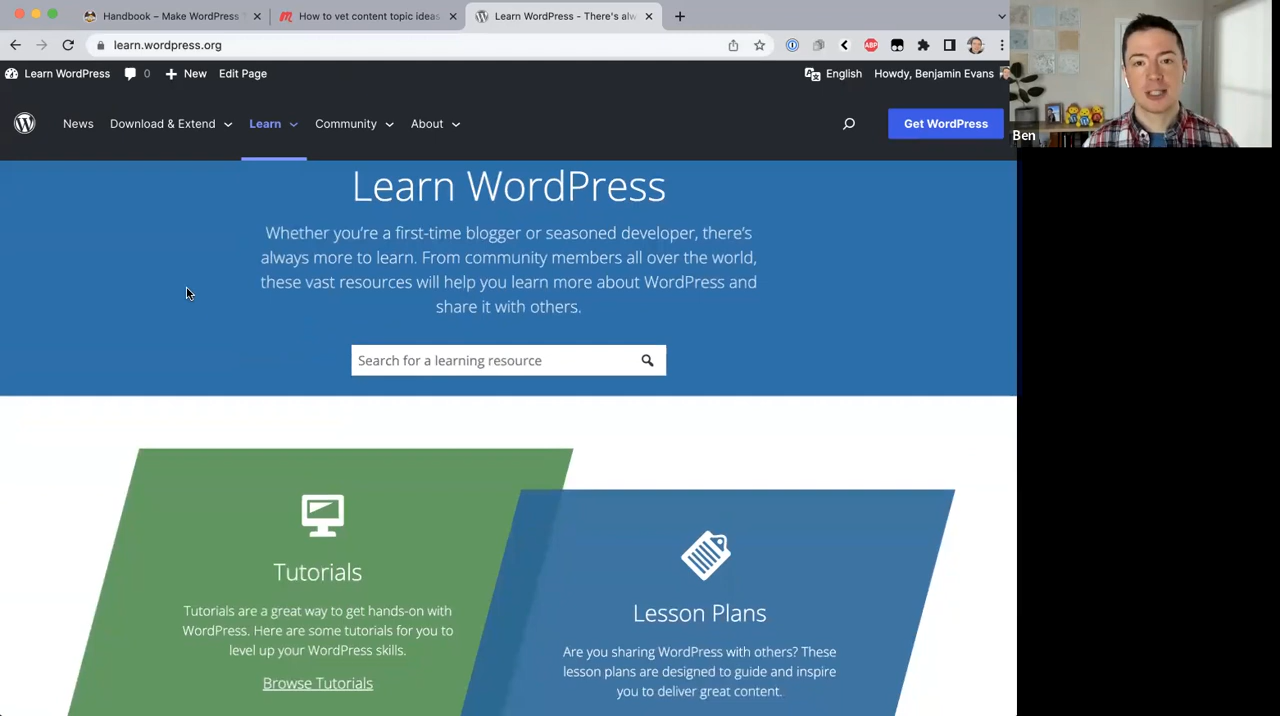 Handbook – Make WordPress T
How to vet content topic ideas
Learn WordPress - There's alw
learn.wordpress.org
ABP
Learn WordPress 0 New Edit Page English Howdy, Benjamin Evans
News Download & Extend Learn Community About Get WordPress
Ben
Learn WordPress
Whether you're a first-time blogger or seasoned developer, there's
always more to learn. From community members all over the world,
these vast resources will help you learn more about WordPress and
share it with others.
Search for a learning resource
Tutorials
Tutorials are a great way to get hands-on with
WordPress. Here are some tutorials for you to
level up your WordPress skills.
Browse Tutorials
Lesson Plans
Are you sharing WordPress with others? These
lesson plans are designed to guide and inspire
you to deliver great content.